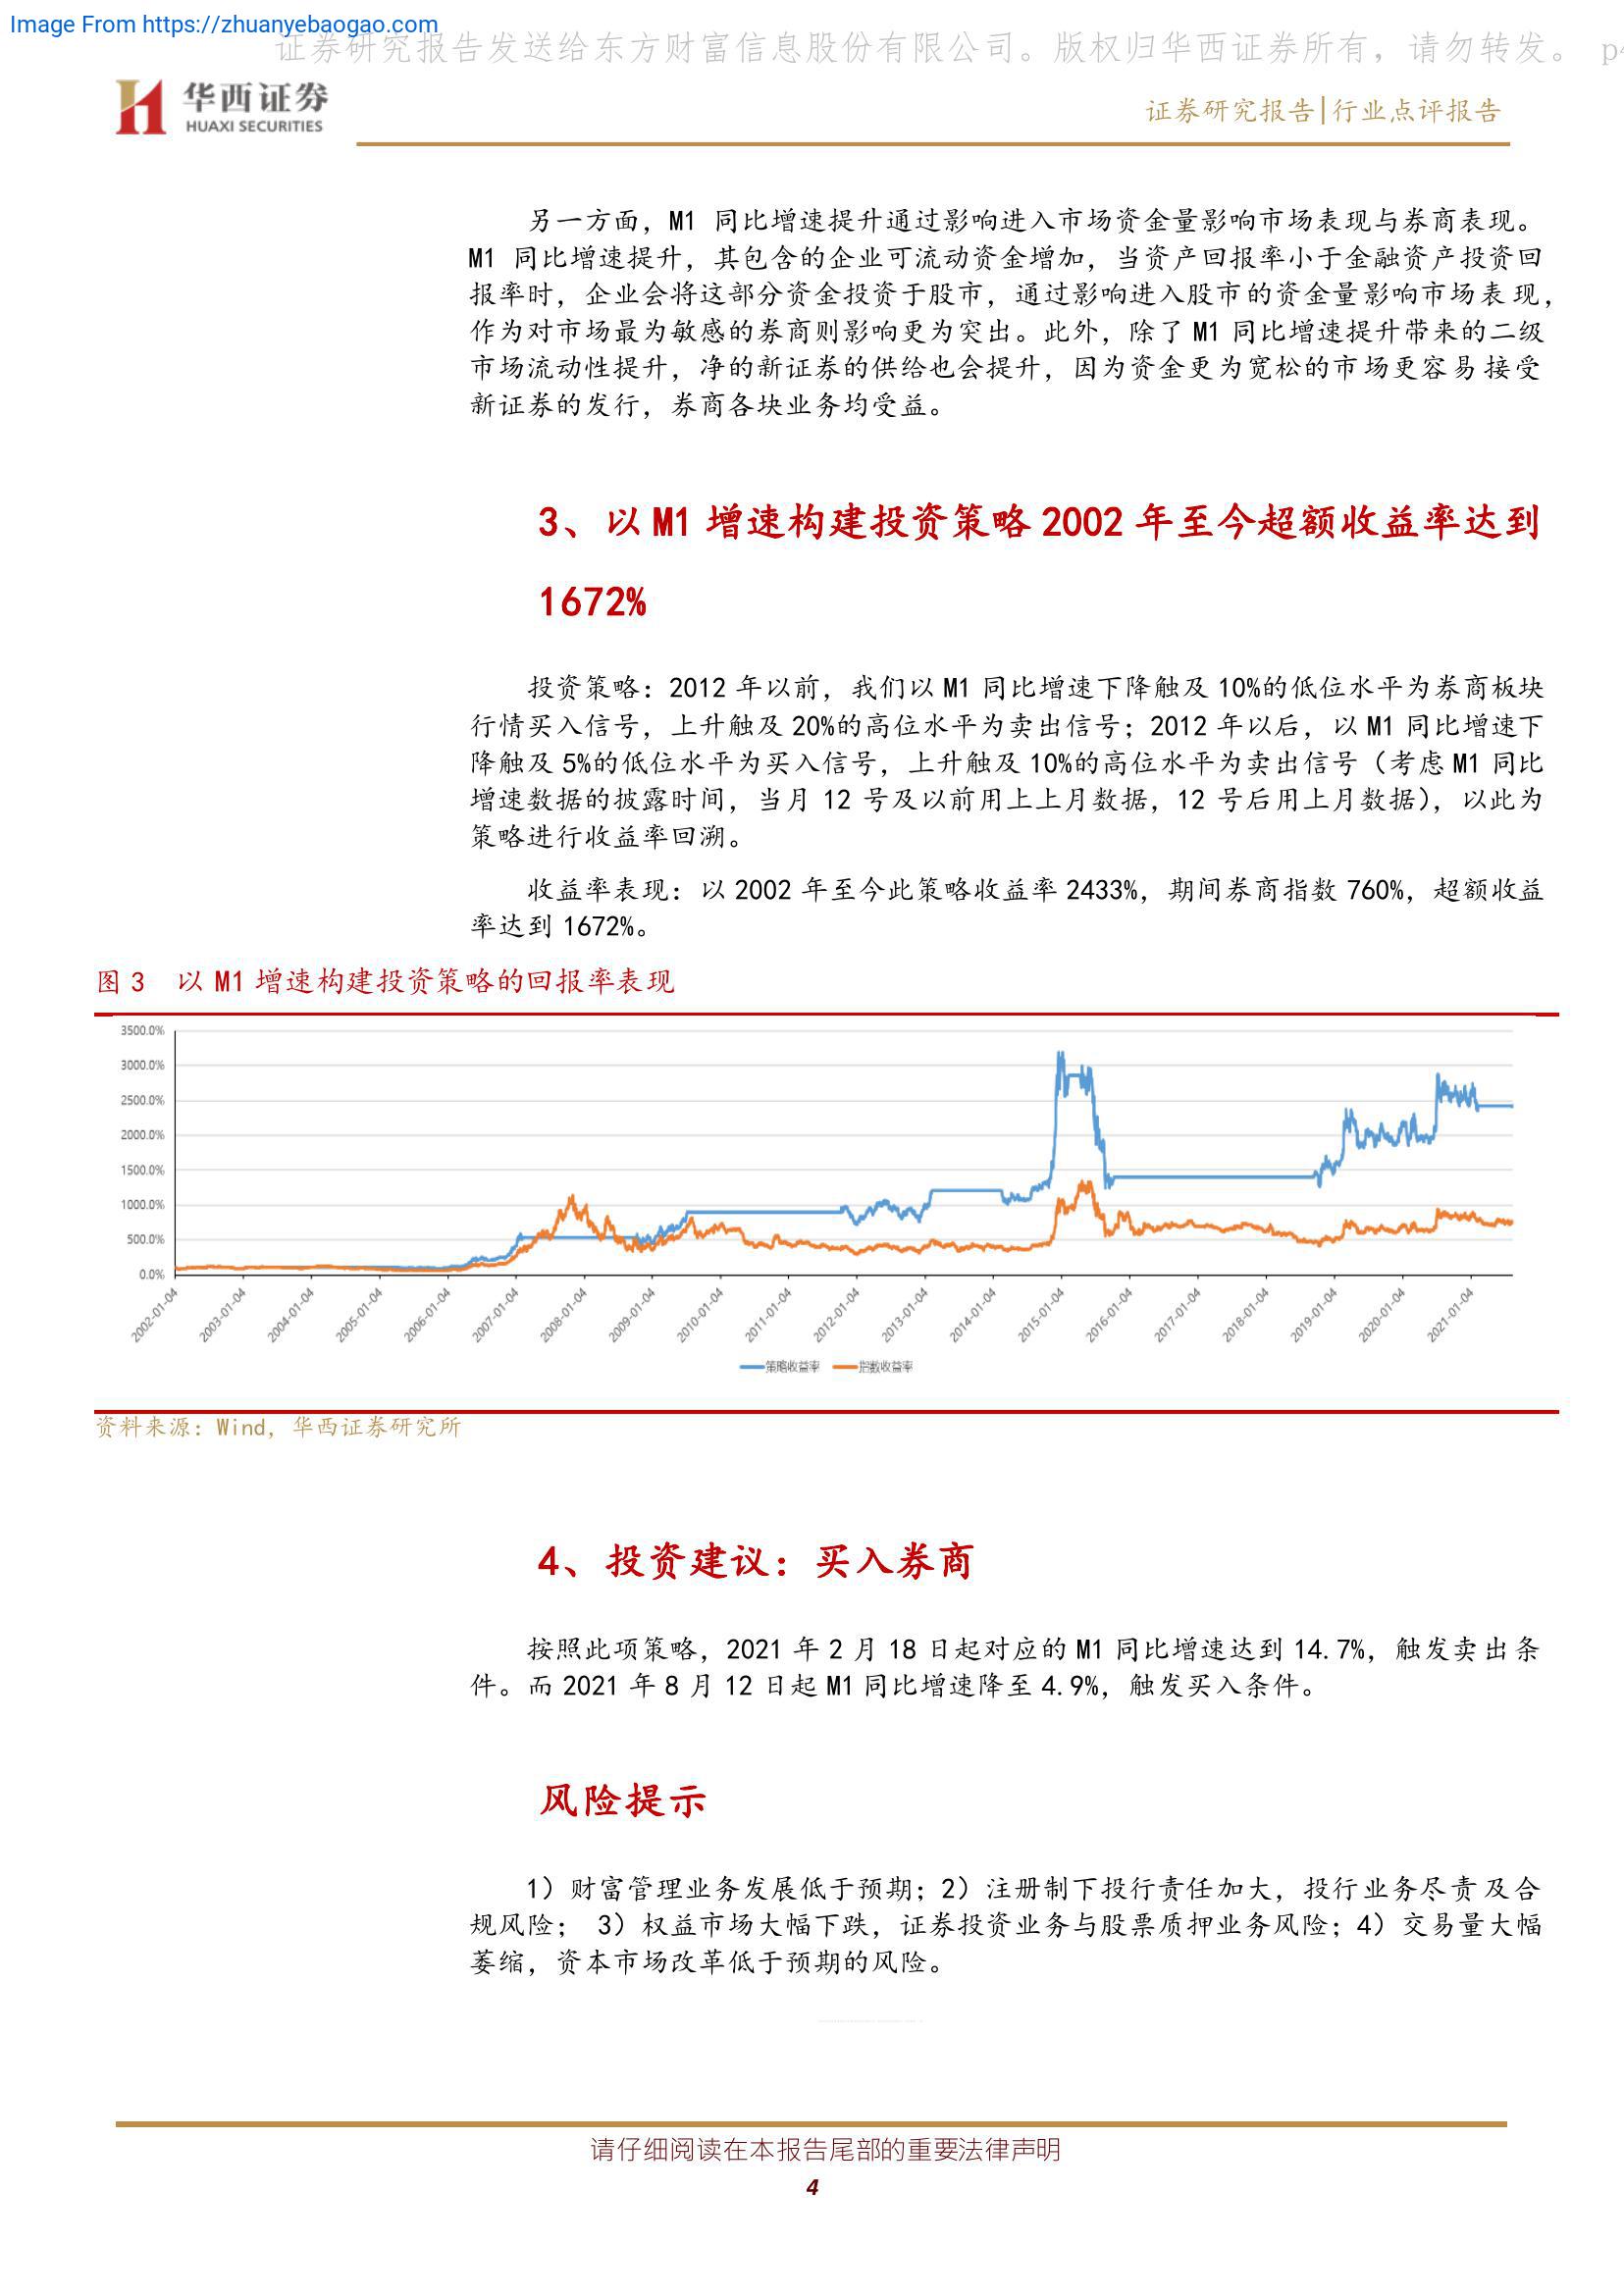 Image From https://zhuanyebaogao.com
证券研究报告发送给东方财富信息股份有限公司。版权归华西证券所有，请勿转发。 p4
华西证券
HUAXI SECURITIES
证券研究报告|行业点评报告
另一方面，M1 同比增速提升通过影响进入市场资金量影响市场表现与券商表现。
M1 同比增速提升，其包含的企业可流动资金增加，当资产回报率小于金融资产投资回
报率时，企业会将这部分资金投资于股市，通过影响进入股市的资金量影响市场表现，
作为对市场最为敏感的券商则影响更为突出。此外，除了 M1 同比增速提升带来的二级
市场流动性提升，净的新证券的供给也会提升，因为资金更为宽松的市场更容易接受
新证券的发行，券商各块业务均受益。
3、以 M1 增速构建投资策略 2002 年至今超额收益率达到
1672%
投资策略：2012 年以前，我们以 M1 同比增速下降触及 10%的低位水平为券商板块
行情买入信号，上升触及 20%的高位水平为卖出信号；2012 年以后，以 M1 同比增速下
降触及 5%的低位水平为买入信号，上升触及 10%的高位水平为卖出信号（考虑 M1 同比
增速数据的披露时间，当月 12 号及以前用上上月数据，12 号后用上月数据），以此为
策略进行收益率回溯。
收益率表现：以 2002 年至今此策略收益率 2433%，期间券商指数 760%，超额收益
率达到 1672%。
图 3 以 M1 增速构建投资策略的回报率表现
3500.0%
3000.0%
2500.0%
2000.0%
1500.0%
1000.0%
500.0%
0.0%
2002-01-04
2003-01-04
2004-01-04
2005-01-04
2006-01-04
2007-01-04
2008-01-04
2009-01-04
2010-01-04
2011-01-04
2012-01-04
2013-01-04
2014-01-04
2015-01-04
2016-01-04
2017-01-04
2018-01-04
2019-01-04
2020-01-04
2021-01-04
策略收益率 指数收益率
资料来源：Wind，华西证券研究所
4、投资建议：买入券商
按照此项策略，2021 年 2 月 18 日起对应的 M1 同比增速达到 14.7%，触发卖出条
件。而 2021 年 8 月 12 日起 M1 同比增速降至 4.9%，触发买入条件。
风险提示
1）财富管理业务发展低于预期；2）注册制下投行责任加大，投行业务尽责及合
规风险； 3）权益市场大幅下跌，证券投资业务与股票质押业务风险；4）交易量大幅
萎缩，资本市场改革低于预期的风险。
请仔细阅读在本报告尾部的重要法律声明
4